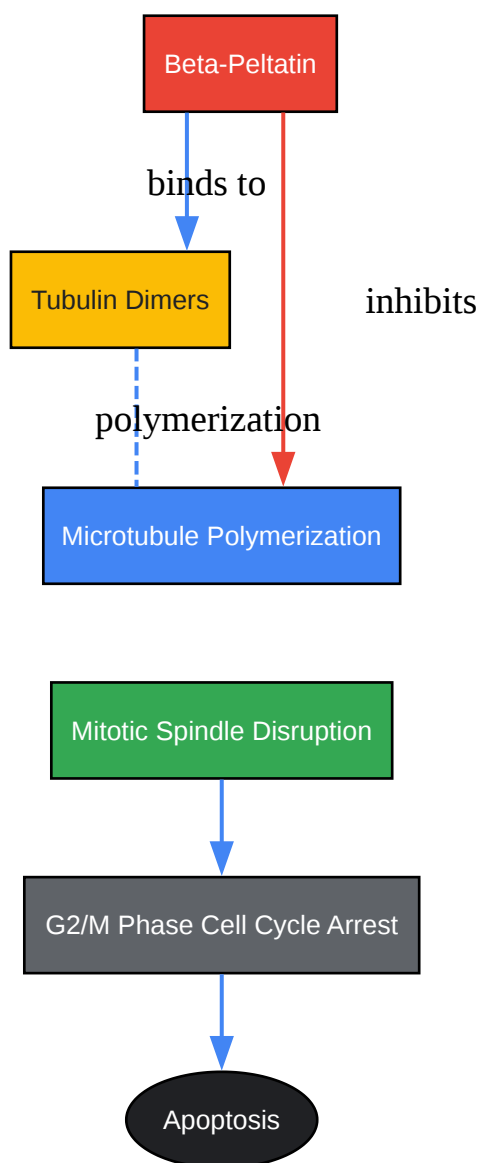 Beta-Peltatin
binds to
Tubulin Dimers
inhibits
polymerization
Microtubule Polymerization
Mitotic Spindle Disruption
G2/M Phase Cell Cycle Arrest
Apoptosis